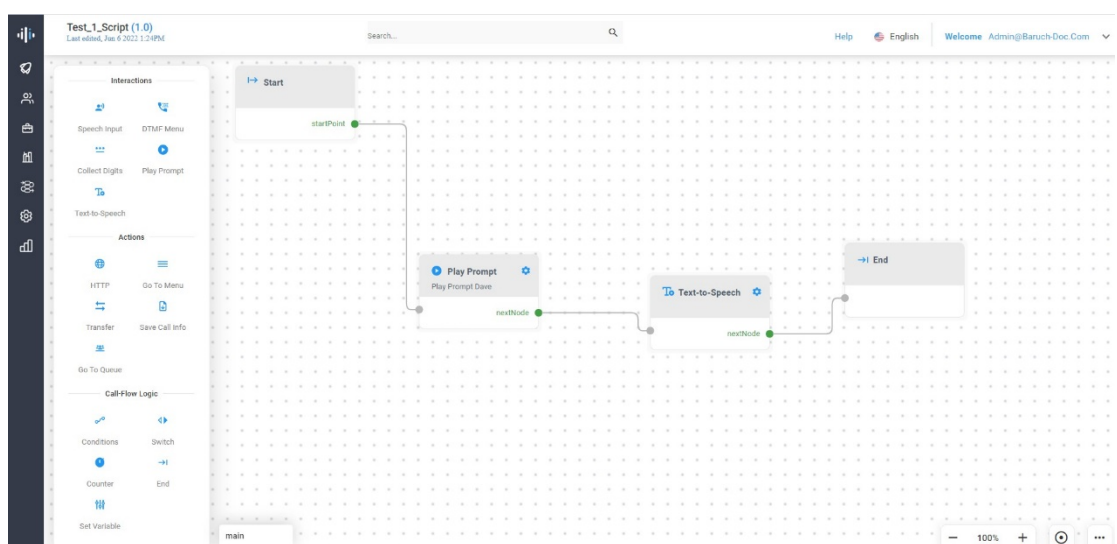 Test_1_Script (1.0)
Last edited, Jan 6 2022 1:24PM
Search...
Help English Welcome Admin@Baruch-Doc.Com
Interactions
Speech Input DTMF Menu
Collect Digits Play Prompt
Text-to-Speech
Actions
HTTP Go To Menu
Transfer Save Call Info
Go To Queue
Call-Flow Logic
Conditions Switch
Counter End
Set Variable
Start
startPoint
Play Prompt
Play Prompt Dave
nextNode
Text-to-Speech
nextNode
End
main
100%